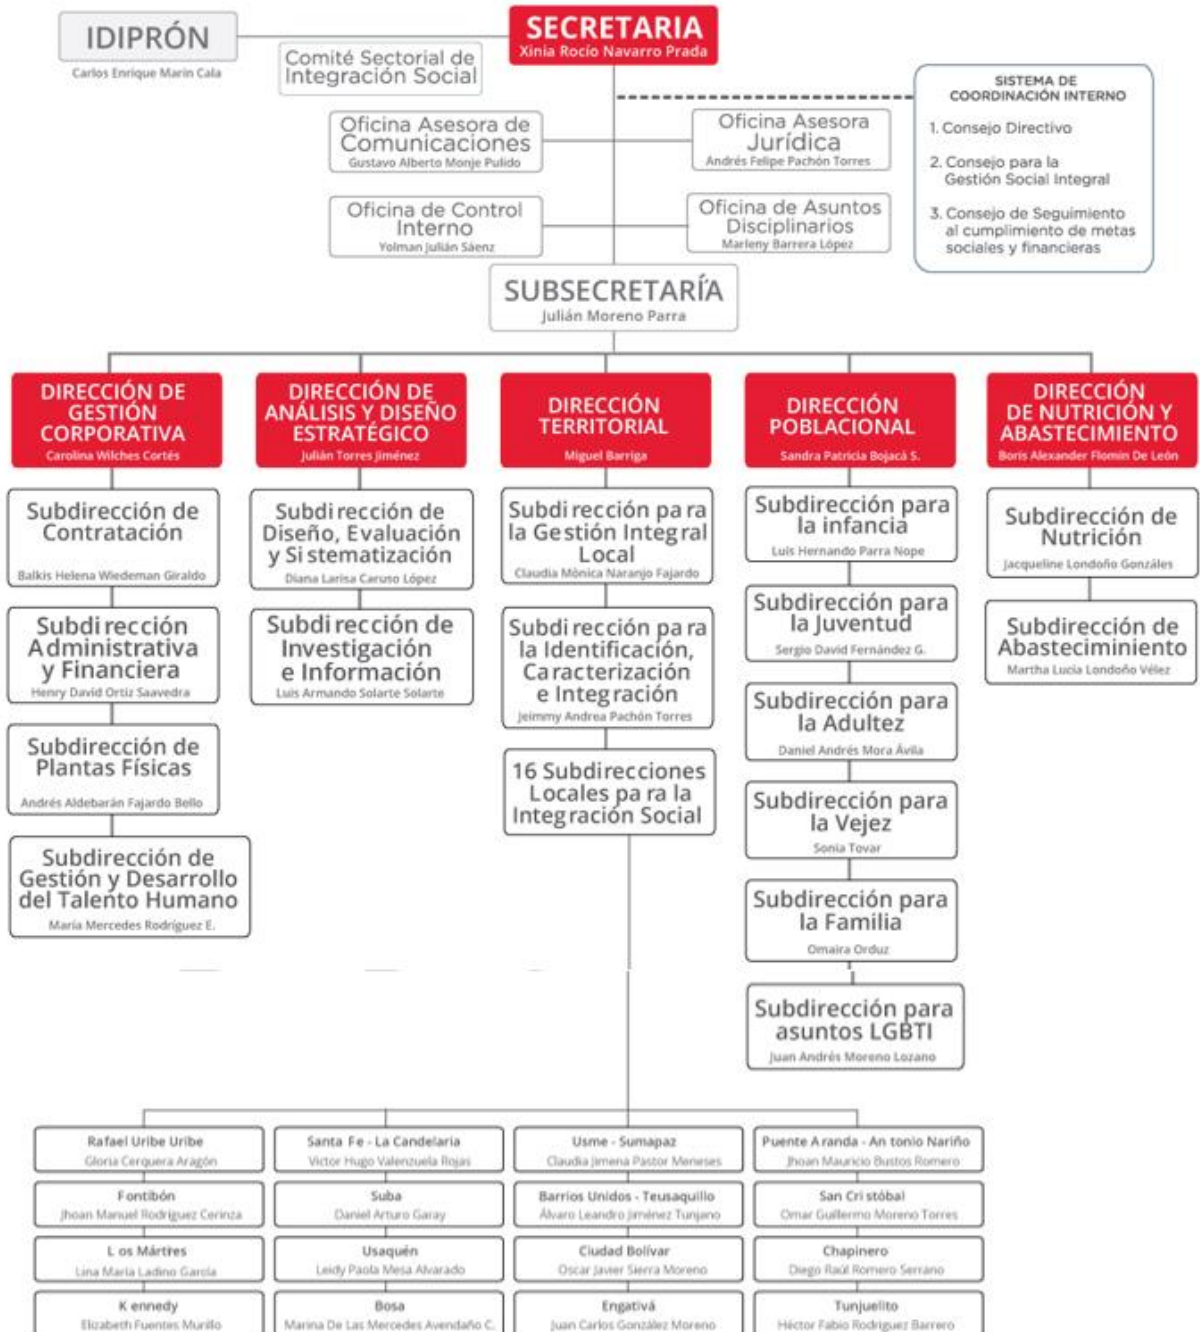 IDIPRÓN
Carlos Enrique Marin Cala
SECRETARIA
Xinia Rocío Navarro Prada
Comité Sectorial de
Integración Social
SISTEMA DE
COORDINACIÓN INTERNO
1. Consejo Directivo
2. Consejo para la
Gestión Social Integral
3. Consejo de Seguimiento
al cumplimiento de metas
sociales y financieras
Oficina Asesora de
Comunicaciones
Gustavo Alberto Monje Pulido
Oficina Asesora
Jurídica
Andrés Felipe Pachón Torres
Oficina de Control
Interno
Yolman Julián Sáenz
Oficina de Asuntos
Disciplinarios
Marleny Barrera López
SUBSECRETARÍA
Julián Moreno Parra
DIRECCIÓN DE
GESTIÓN
CORPORATIVA
Carolina Wilches Cortés
Subdirección de
Contratación
Balkis Helena Wiedeman Giraldo
Subdirección
Administrativa
y Financiera
Henry David Ortiz Saavedra
Subdirección de
Plantas Físicas
Andrés Aldebarán Fajardo Bello
Subdirección de
Gestión y Desarrollo
del Talento Humano
María Mercedes Rodríguez E.
DIRECCIÓN DE
ANÁLISIS Y DISEÑO
ESTRATÉGICO
Julián Torres Jiménez
Subdirección de
Diseño, Evaluación
y Sistematización
Diana Larisa Caruso López
Subdirección de
Investigación
e Información
Luis Armando Solarte Solarte
DIRECCIÓN
TERRITORIAL
Miguel Barriga
Subdirección para
la Gestión Integral
Local
Claudia Mónica Naranjo Fajardo
Subdirección para
la Identificación,
Caracterización
e Integración
Jeimmy Andrea Pachón Torres
16 Subdirecciones
Locales para la
Integración Social
DIRECCIÓN
POBLACIONAL
Sandra Patricia Bojacá S.
Subdirección para
la infancia
Luis Hernando Parra Nope
Subdirección para
la Juventud
Sergio David Fernández G.
Subdirección para
la Adultez
Daniel Andrés Mora Ávila
Subdirección para
la Vejez
Sonia Tovar
Subdirección para
la Familia
Omaira Orduz
Subdirección para
asuntos LGBTI
Juan Andrés Moreno Lozano
DIRECCIÓN
DE NUTRICIÓN Y
ABASTECIMIENTO
Boris Alexander Flomin De León
Subdirección de
Nutrición
Jacqueline Londoño Gonzáles
Subdirección de
Abastecimiento
Martha Lucia Londoño Vélez
Rafael Uribe Uribe
Gloria Cerquera Aragón
Santa Fe - La Candelaria
Victor Hugo Valenzuela Rojas
Usme - Sumapaz
Claudia Jimena Pastor Meneses
Puente Aranda - Antonio Nariño
Jhoan Mauricio Bustos Romero
Fontibón
Jhoan Manuel Rodriguez Cerinza
Suba
Daniel Arturo Garay
Barrios Unidos - Teusaquillo
Álvaro Leandro Jiménez Tunjano
San Cristóbal
Omar Guillermo Moreno Torres
Los Mártires
Lina María Ladino García
Usaquén
Leidy Paola Mesa Alvarado
Ciudad Bolívar
Oscar Javier Sierra Moreno
Chapinero
Diego Raúl Romero Serrano
Kennedy
Elizabeth Fuentes Murillo
Bosa
Marina De Las Mercedes Avendaño C.
Engativá
Juan Carlos González Moreno
Tunjuelito
Héctor Fabio Rodriguez Barrero